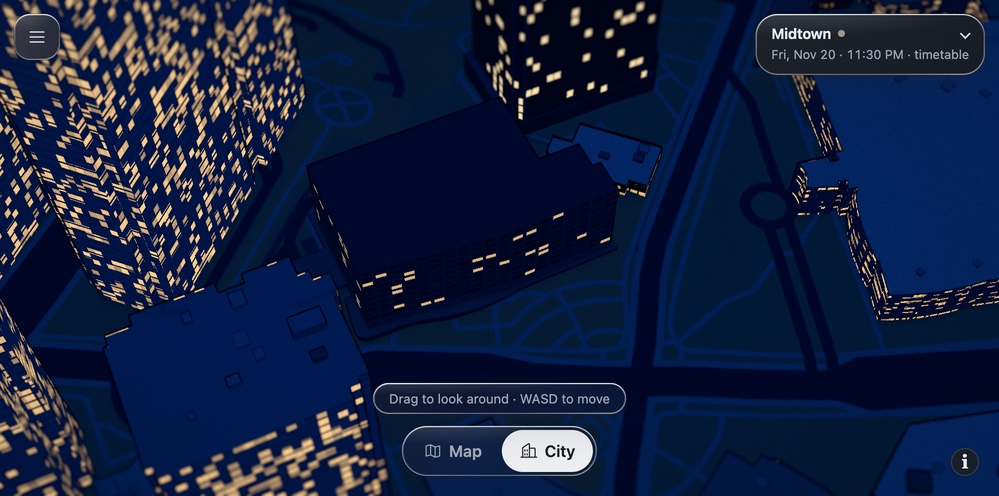 Midtown
Fri, Nov 20 · 11:30 PM · timetable
Drag to look around · WASD to move
Map
City
i